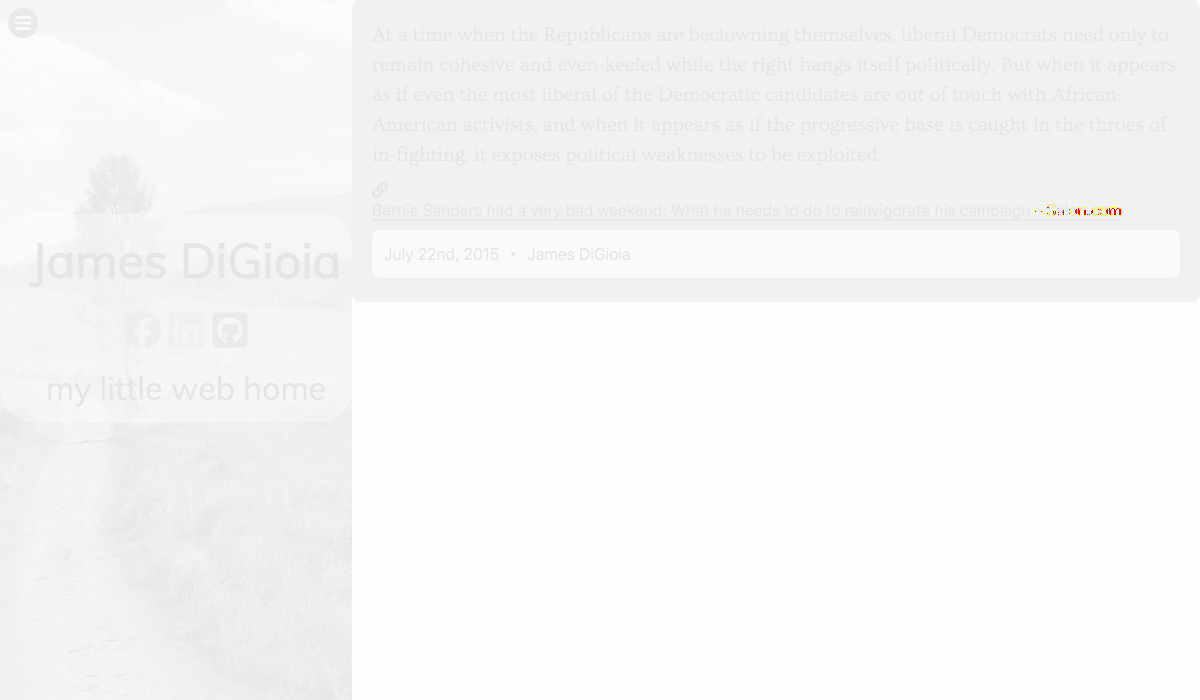 At a time when the Republicans are beclowning themselves, liberal Democrats need only to
remain cohesive and even-keeled while the right hangs itself politically. But when it appears
as if even the most liberal of the Democratic candidates are out of touch with African-
American activists, and when it appears as if the progressive base is caught in the throes of
in-fighting, it exposes political weaknesses to be exploited.
Bernie Sanders had a very bad weekend: What he needs to do to reinvigorate his campaign
July 22nd, 2015 • James DiGioia
James DiGioia
my little web home